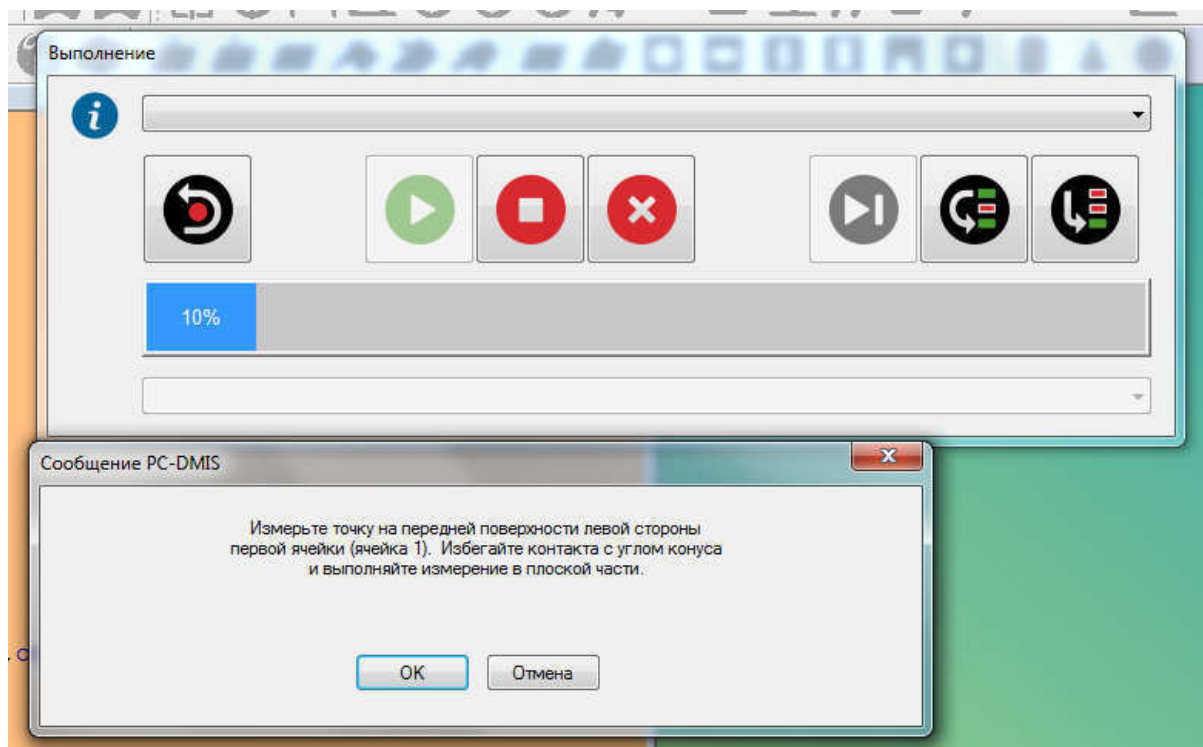 Выполнение
10%
Сообщение PC-DMIS
Измерьте точку на передней поверхности левой стороны
первой ячейки (ячейка 1). Избегайте контакта с углом конуса
и выполняйте измерение в плоской части.
OK
Отмена